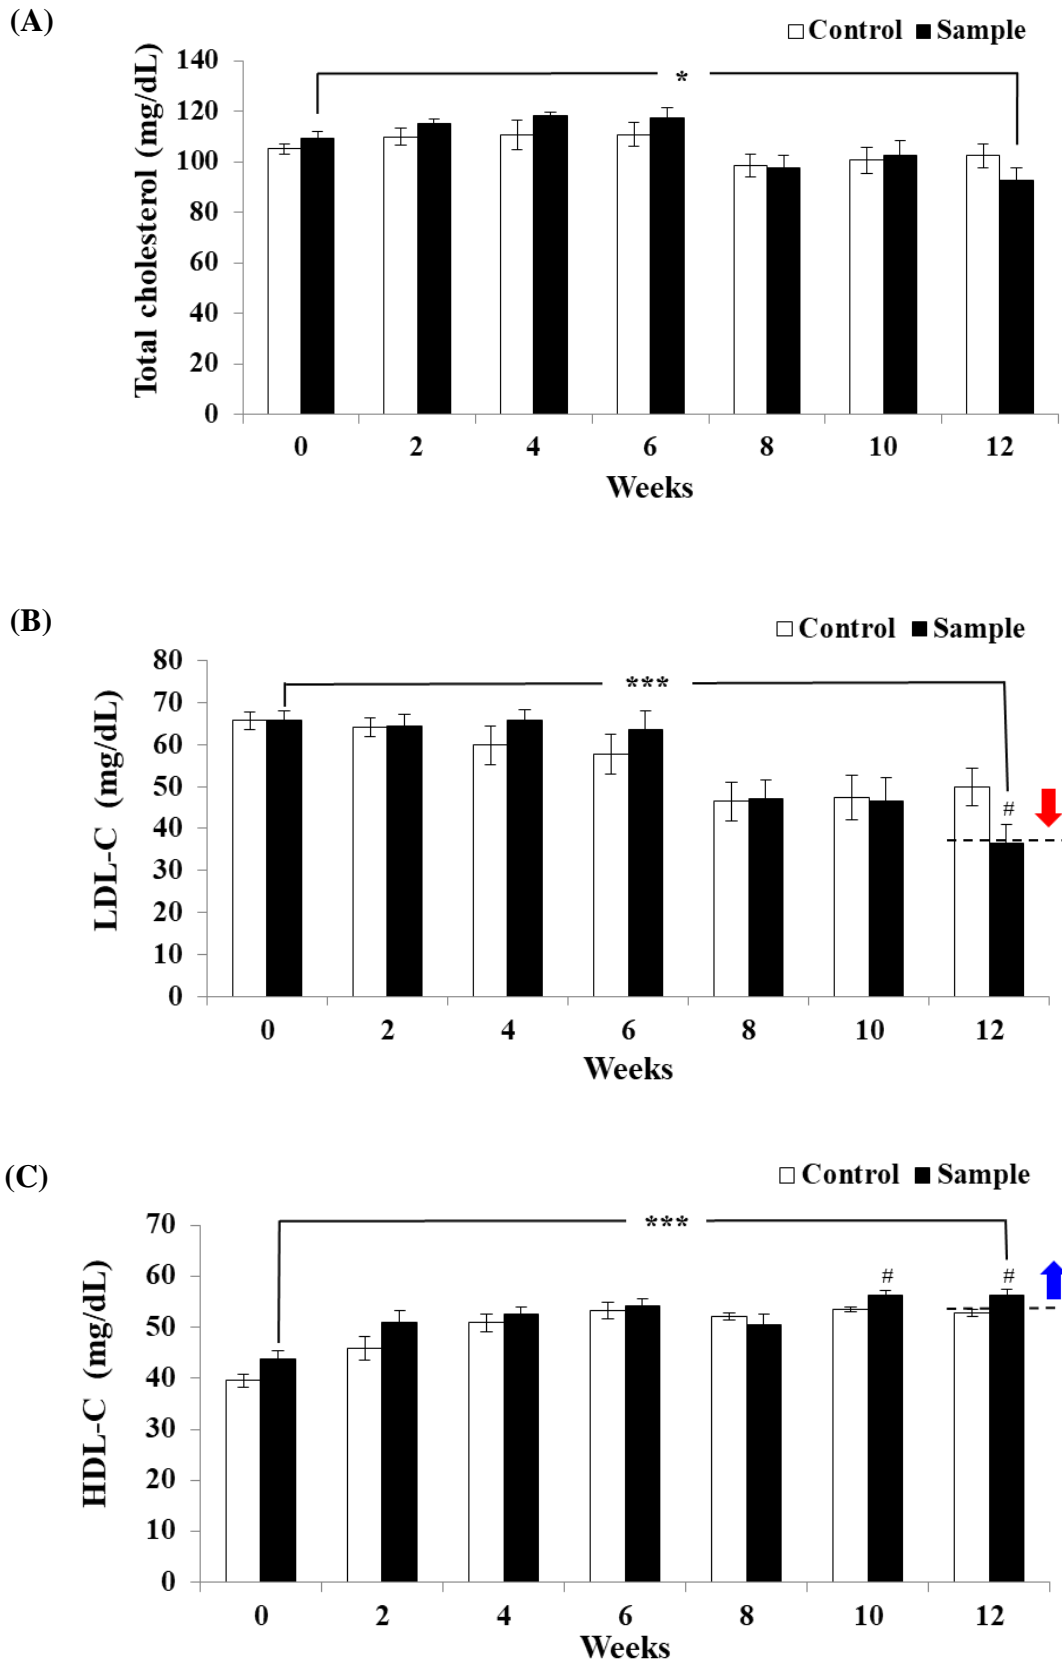 (A)
Control Sample
Total cholesterol (mg/dL)
140
120
100
80
60
40
20
0
*
0 2 4 6 8 10 12
Weeks
(B)
Control Sample
LDL-C (mg/dL)
80
70
60
50
40
30
20
10
0
***
#
0 2 4 6 8 10 12
Weeks
(C)
Control Sample
HDL-C (mg/dL)
70
60
50
40
30
20
10
0
***
# #
0 2 4 6 8 10 12
Weeks